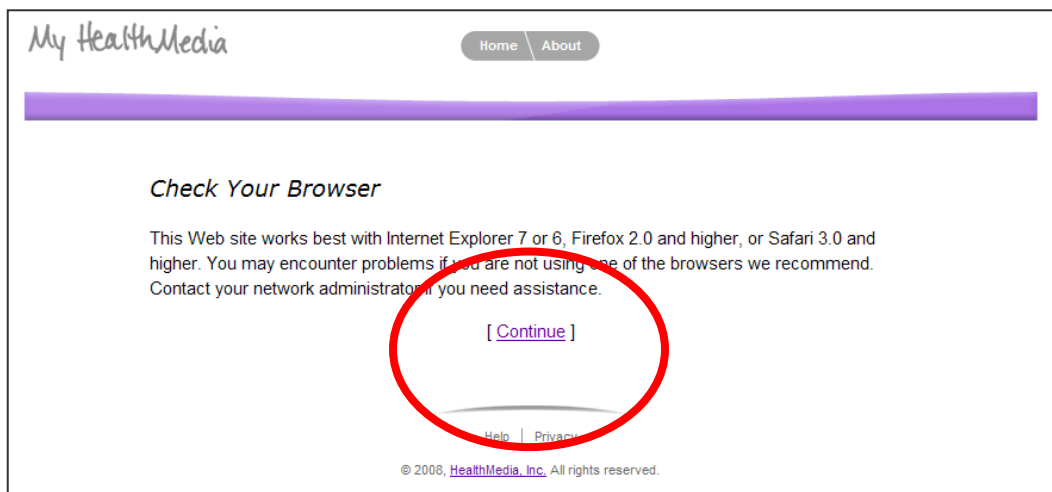 My HealthMedia
Home About
Check Your Browser
This Web site works best with Internet Explorer 7 or 6, Firefox 2.0 and higher, or Safari 3.0 and
higher. You may encounter problems if you are not using one of the browsers we recommend.
Contact your network administrator if you need assistance.
[ Continue ]
Help | Privacy
© 2008, HealthMedia, Inc. All rights reserved.